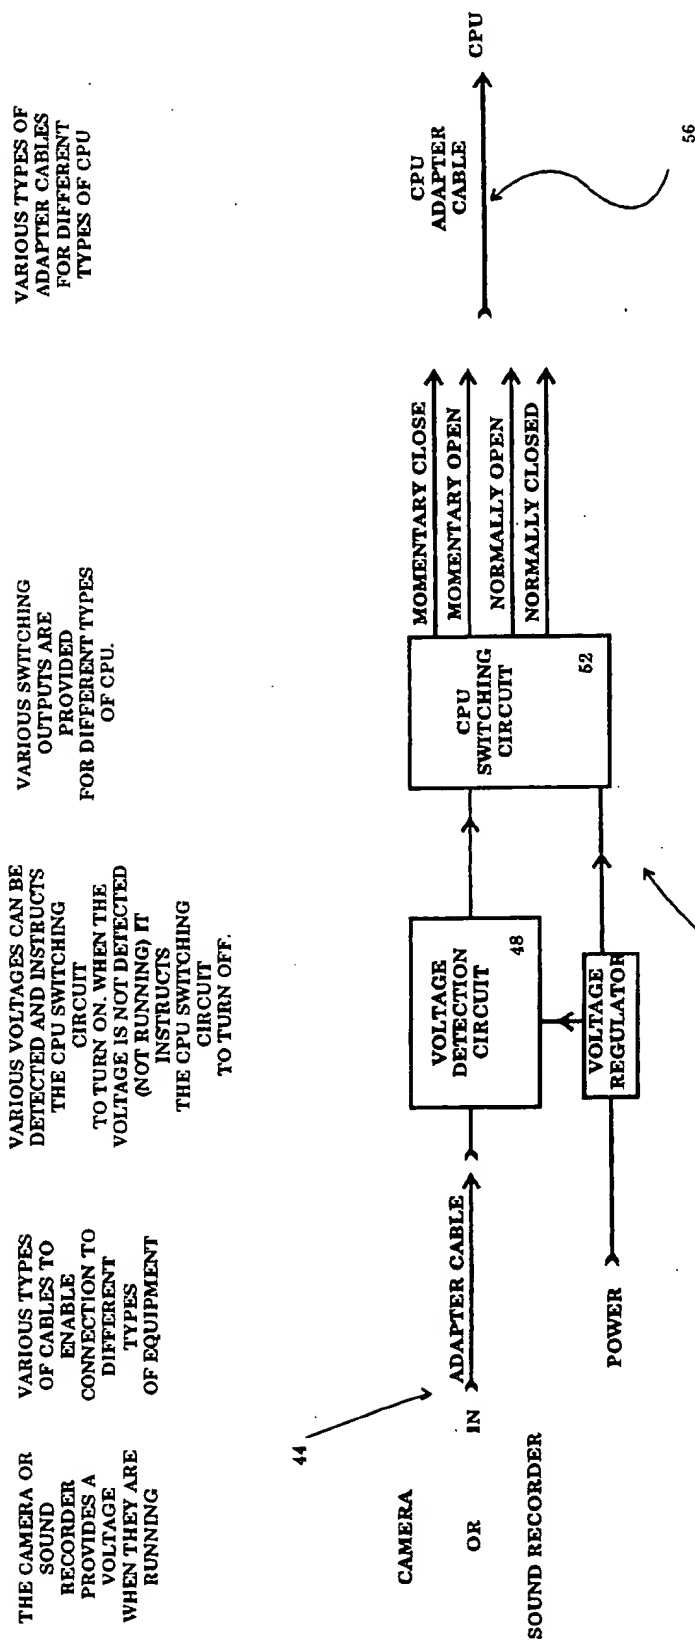 THE CAMERA OR
SOUND
RECORDER
PROVIDES A
VOLTAGE
WHEN THEY ARE
RUNNING
VARIOUS TYPES
OF CABLES TO
ENABLE
CONNECTION TO
DIFFERENT
TYPES
OF EQUIPMENT
VARIOUS VOLTAGES CAN BE
DETECTED AND INSTRUCTS
THE CPU SWITCHING
CIRCUIT
TO TURN ON. WHEN THE
VOLTAGE IS NOT DETECTED
(NOT RUNNING) IT
INSTRUCTS
THE CPU SWITCHING
CIRCUIT
TO TURN OFF.
VARIOUS SWITCHING
OUTPUTS ARE
PROVIDED
FOR DIFFERENT TYPES
OF CPU.
VARIOUS TYPES OF
ADAPTER CABLES
FOR DIFFERENT
TYPES OF CPU
44
CAMERA
OR
SOUND RECORDER
IN
ADAPTER CABLE
POWER
VOLTAGE
DETECTION
CIRCUIT
48
VOLTAGE
REGULATOR
CPU
SWITCHING
CIRCUIT
52
MOMENTARY CLOSE
MOMENTARY OPEN
NORMALLY OPEN
NORMALLY CLOSED
CPU
ADAPTER
CABLE
CPU
56